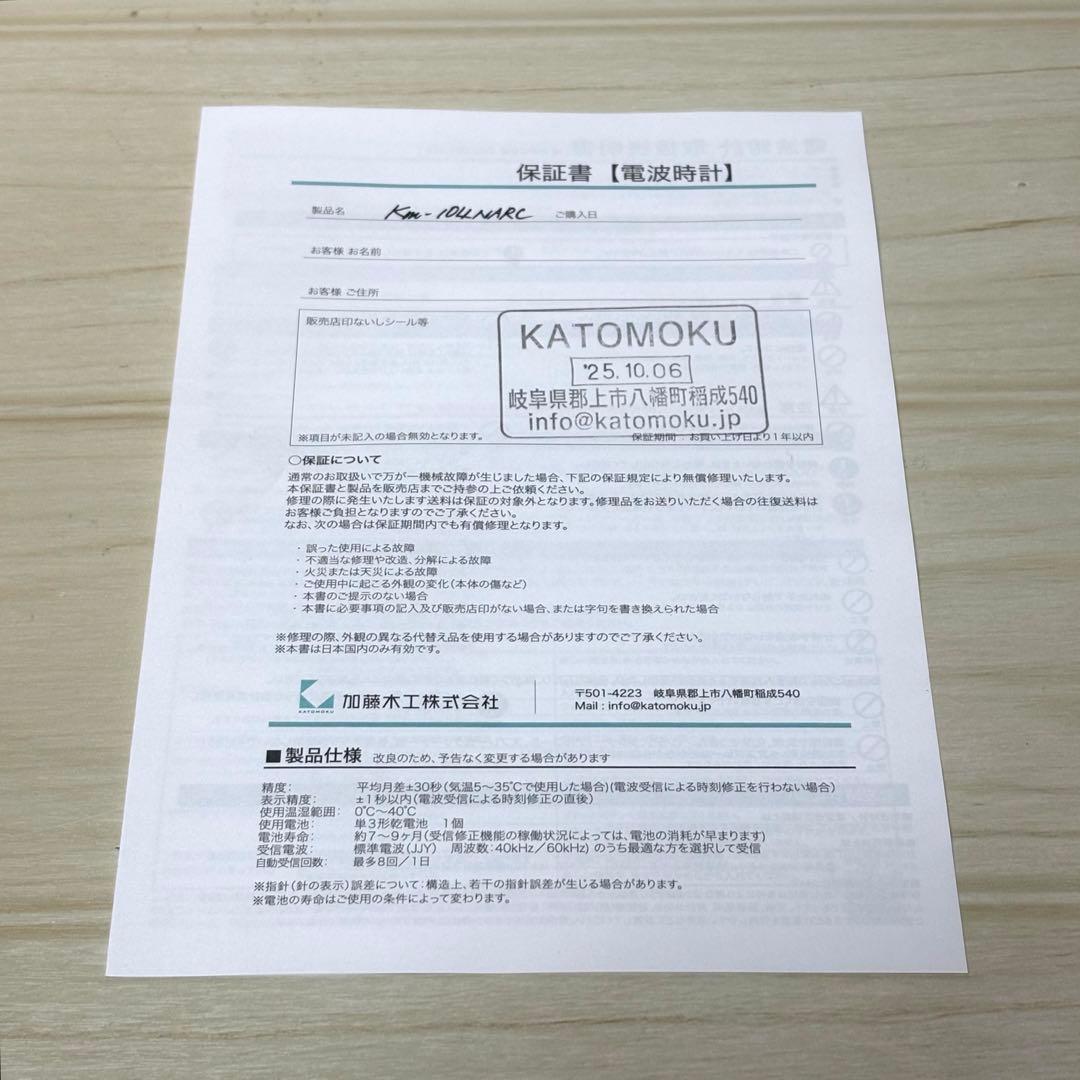 保証書【電波時計】
製品名 Km-104NARC ご購入日
お客様 お名前
お客様 ご住所
販売店印ないしシール等
KATOMOKU
'25.10.06
岐阜県郡上市八幡町稲成540
info@katomoku.jp
※項目が未記入の場合無効となります。 保証期間:お買い上げ日より1年以内
○保証について
通常のお取扱いで万が一機械故障が生じました場合、下記の保証規定により無償修理いたします。
本保証書と製品を販売店までご持参の上ご依頼ください。
修理の際に発生いたします送料は保証の対象外となります。修理品をお送りいただく場合の往復送料は
お客様ご負担となりますのでご了承ください。
なお、次の場合は保証期間内でも有償修理となります。
・誤った使用による故障
・不適当な修理や改造、分解による故障
・火災または天災による故障
・ご使用中に起こる外観の変化(本体の傷など)
・本書のご提示のない場合
・本書に必要事項の記入及び販売店印がない場合、または字句を書き換えられた場合
※修理の際、外観の異なる代替え品を使用する場合がありますのでご了承ください。
※本書は日本国内のみ有効です。
KATOMOKU 加藤木工株式会社
〒501-4223 岐阜県郡上市八幡町稲成540
Mail : info@katomoku.jp
■製品仕様 改良のため、予告なく変更する場合があります
精度: 平均月差±30秒(気温5~35℃で使用した場合)(電波受信による時刻修正を行わない場合)
表示精度: ±1秒以内(電波受信による時刻修正の直後)
使用温湿範囲: 0℃~40℃
使用電池: 単3形乾電池 1個
電池寿命: 約7~9ヶ月(受信修正機能の稼働状況によっては、電池の消耗が早まります)
受信電波: 標準電波(JJY) 周波数:40kHz/60kHz)のうち最適な方を選択して受信
自動受信回数: 最多8回/1日
※指針(針の表示)誤差について:構造上、若干の指針誤差が生じる場合があります。
※電池の寿命はご使用の条件によって変わります。